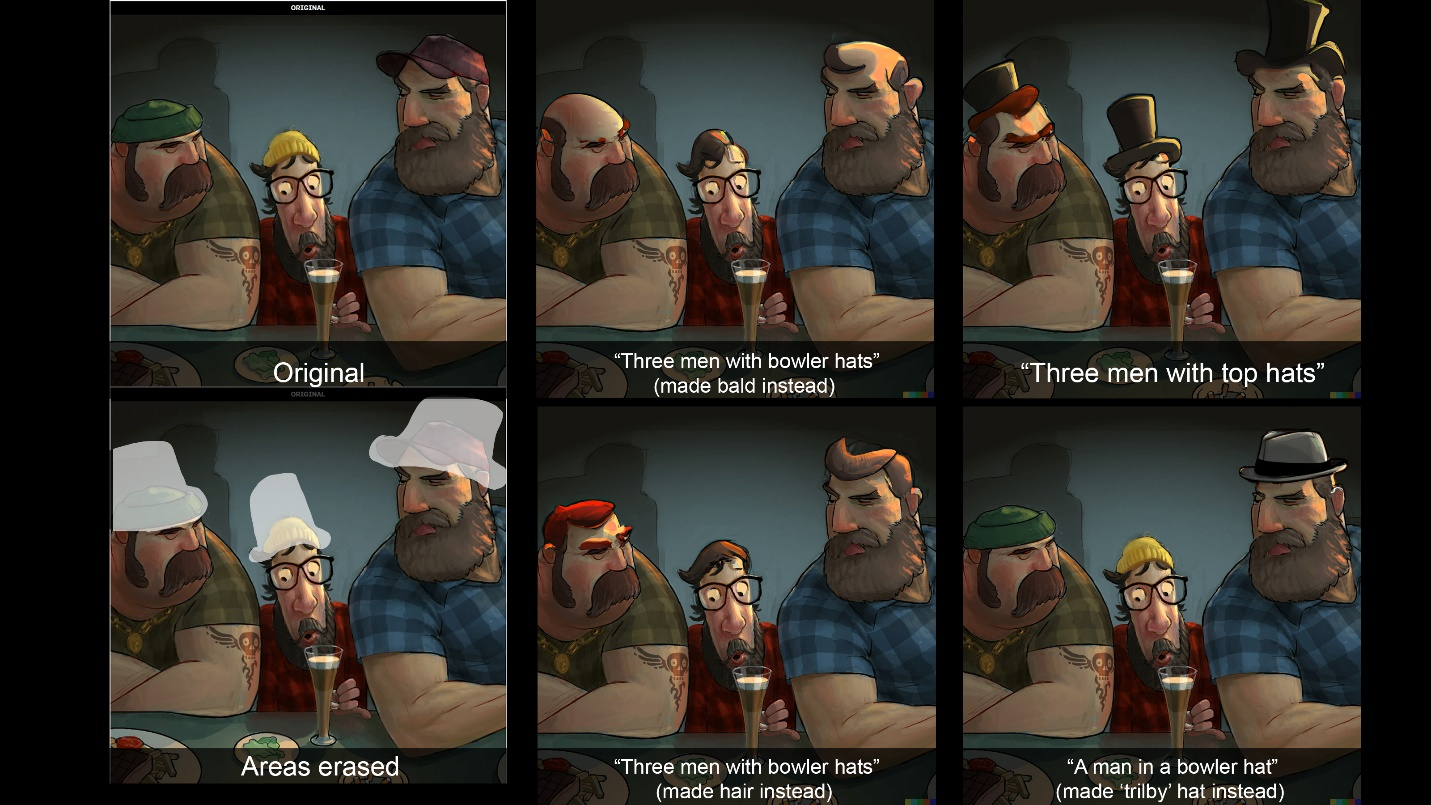 ORIGINAL
Original
“Three men with bowler hats”
(made bald instead)
“Three men with top hats”
ORIGINAL
Areas erased
“Three men with bowler hats”
(made hair instead)
“A man in a bowler hat”
(made ‘trilby’ hat instead)